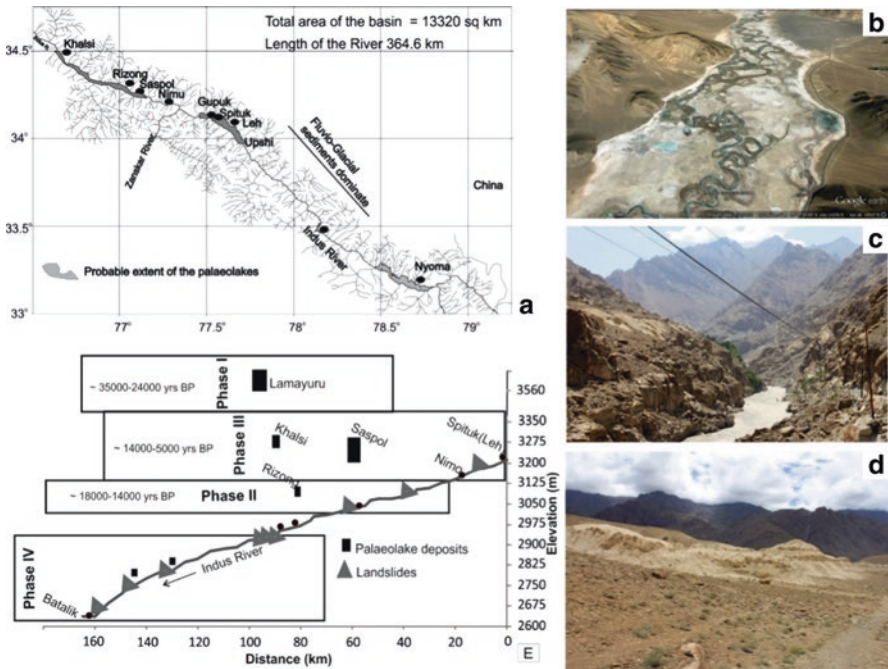 Total area of the basin = 13320 sq km
Length of the River 364.6 km
34.5°
34°
33.5°
33°
77°
77.5°
78°
78.5°
79°
Khalsi
Rizong
Saspol
Nimu
Gupuk
Spituk
Leh
Upshi
Zanskar River
Fluvio-Glacial
sediments dominate
China
Indus River
Nyoma
Probable extent of the palaeolakes
a
b
Google earth
c
d
~ 35000-24000 yrs BP
Phase I
Lamayuru
~ 14000-5000 yrs BP
Phase III
Khalsi
Saspol
Spituk(Leh)
Nimo
Rizong
~ 18000-14000 yrs BP
Phase II
Phase IV
Batalik
Indus River
Palaeolake deposits
Landslides
3560
3350
3275
3200
3125
3050
2975
2900
2825
2750
2675
2600
Elevation (m)
180
160
140
120
100
80
60
40
20
0
Distance (km)
E